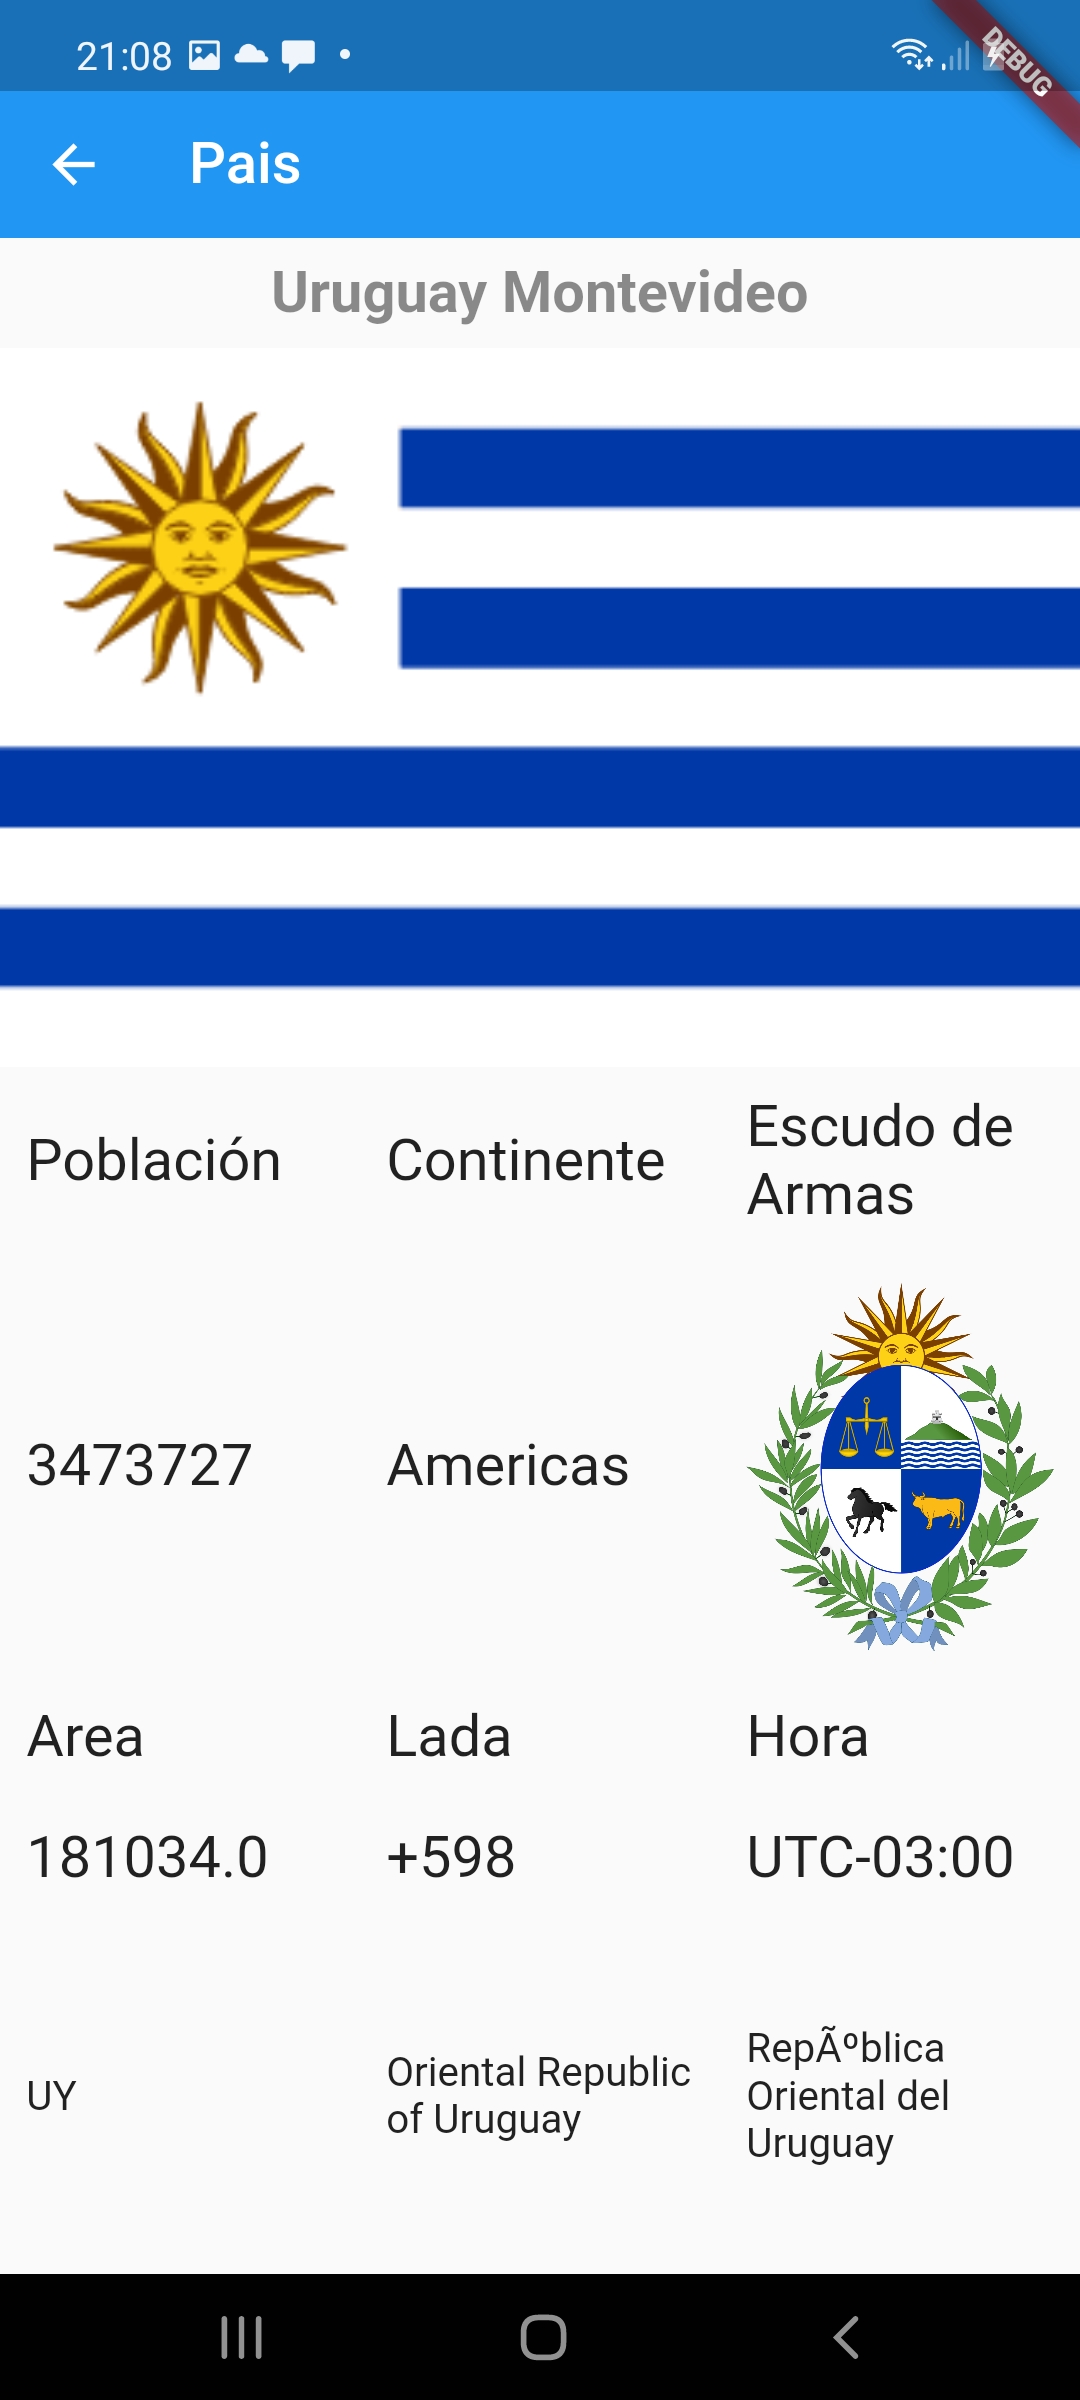 21:08
DEBUG
Pais
Uruguay Montevideo
Población
Continente
Escudo de
Armas
3473727
Americas
Area
Lada
Hora
181034.0
+598
UTC-03:00
UY
Oriental Republic
of Uruguay
RepÃºblica
Oriental del
Uruguay